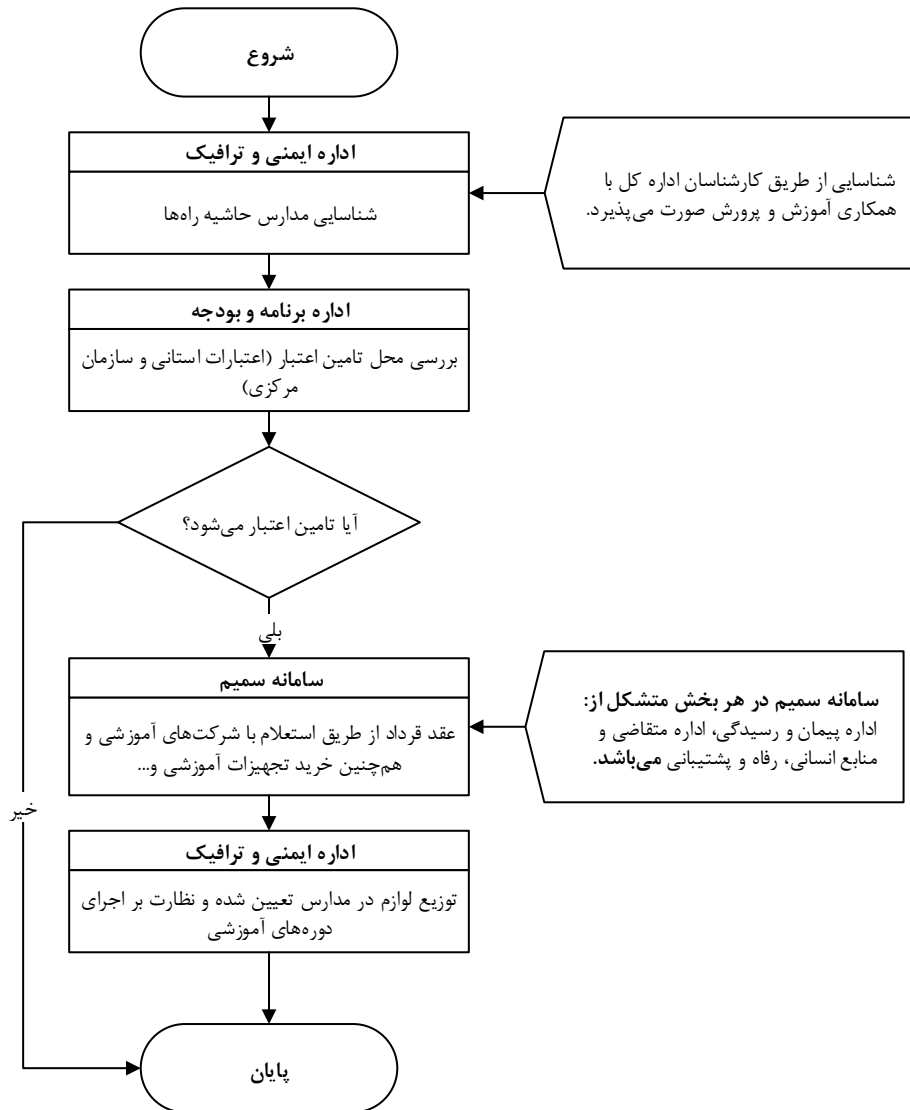 شروع
اداره ایمنی و ترافیک
شناسایی مدارس حاشیه راه‌ها
شناسایی از طریق کارشناسان اداره کل با
همکاری آموزش و پرورش صورت می‌پذیرد.
اداره برنامه و بودجه
بررسی محل تامین اعتبار (اعتبارات استانی و سازمان
مرکزی)
آیا تامین اعتبار می‌شود؟
بلی
سامانه سمیم
عقد قرداد از طریق استعلام با شرکت‌های آموزشی و
هم‌چنین خرید تجهیزات آموزشی و...
سامانه سمیم در هر بخش متشکل از:
اداره پیمان و رسیدگی، اداره متقاضی و
منابع انسانی، رفاه و پشتیبانی می‌باشد.
خیر
اداره ایمنی و ترافیک
توزیع لوازم در مدارس تعیین شده و نظارت بر اجرای
دوره‌های آموزشی
پایان